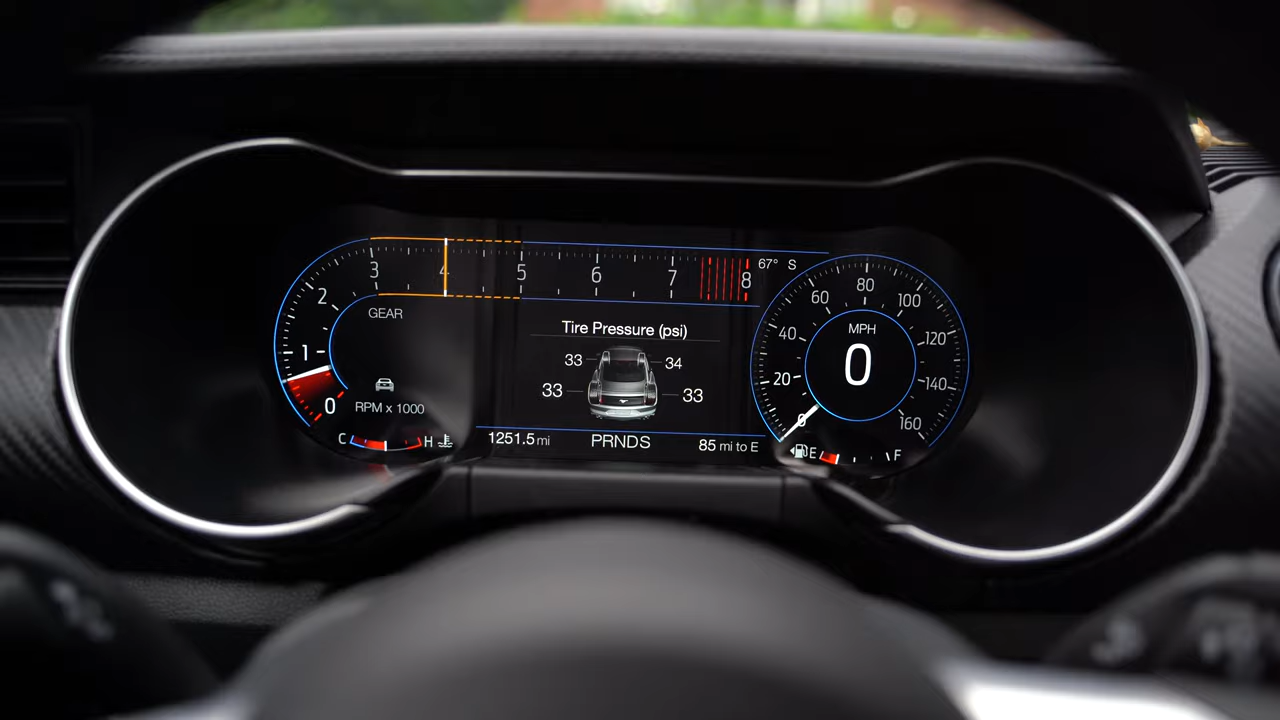 0 1 2 3 4 5 6 7 8
67° S
GEAR
RPM x 1000
C H
Tire Pressure (psi)
33 34
33 33
1251.5 mi PRNDS 85 mi to E
0 20 40 60 80 100 120 140 160
MPH
0
E F